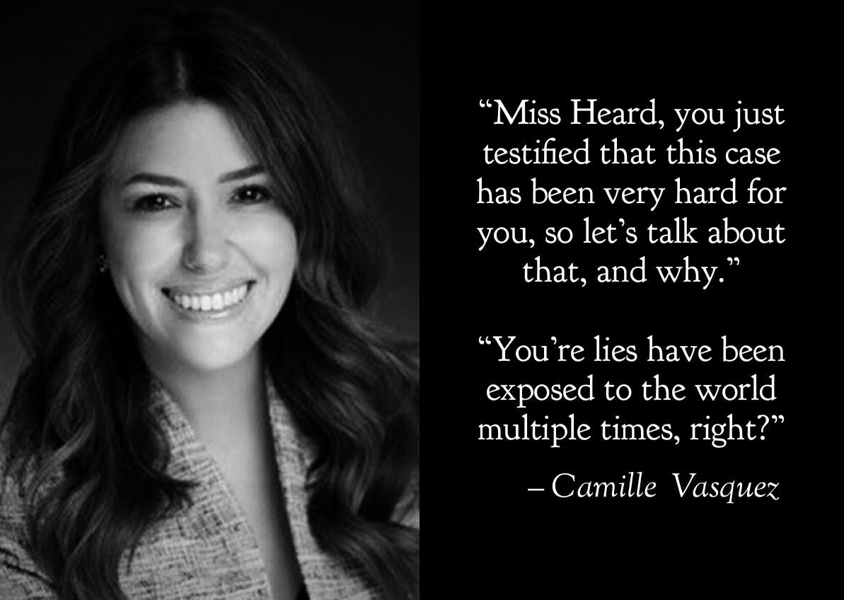 “Miss Heard, you just
testified that this case
has been very hard for
you, so let’s talk about
that, and why.”
“You’re lies have been
exposed to the world
multiple times, right?”
– Camille Vasquez